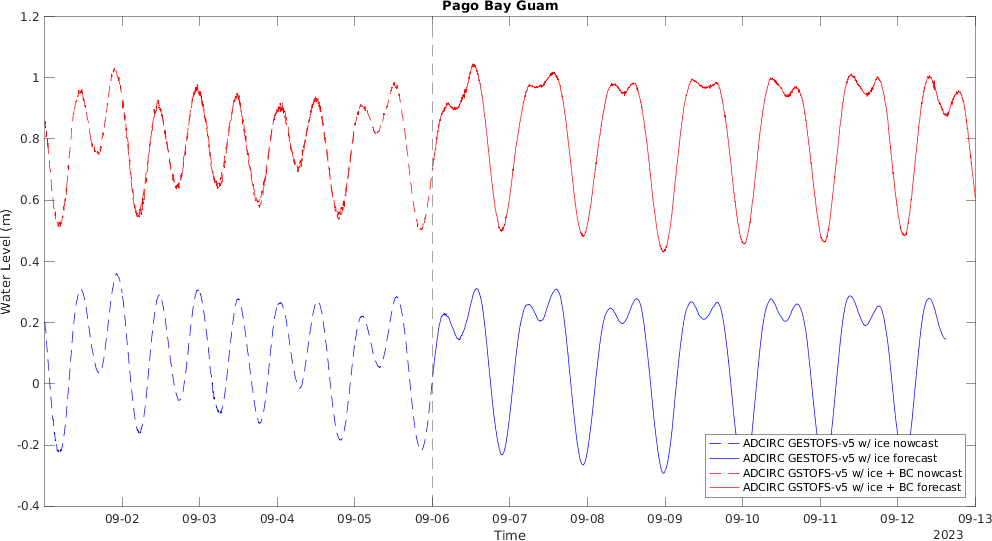 Pago Bay Guam
1.2
1
0.8
0.6
0.4
0.2
0
-0.2
-0.4
Water Level (m)
ADCIRC GESTOFS-v5 w/ ice nowcast
ADCIRC GESTOFS-v5 w/ ice forecast
ADCIRC GSTOFS-v5 w/ ice + BC nowcast
ADCIRC GSTOFS-v5 w/ ice + BC forecast
09-02 09-03 09-04 09-05 09-06 09-07 09-08 09-09 09-10 09-11 09-12 09-13
Time
2023